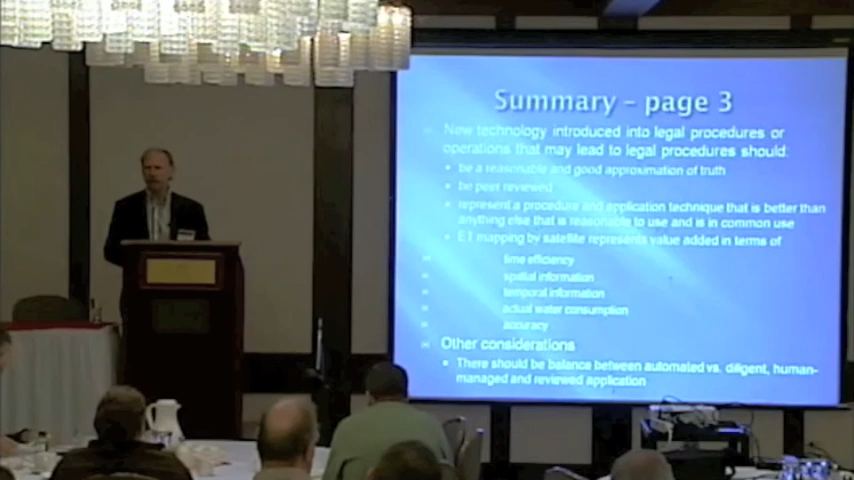 Summary – page 3
New technology introduced into legal procedures or
operations that may lead to legal procedures should:
be a reasonable and good approximation of truth
be peer reviewed
represent a procedure and application technique that is better than
anything else that is reasonable to use and is in common use
ET mapping by satellite represents value added in terms of
time efficiency
spatial information
temporal information
actual water consumption
accuracy
Other considerations
There should be balance between automated vs. diligent, human-
managed and reviewed application